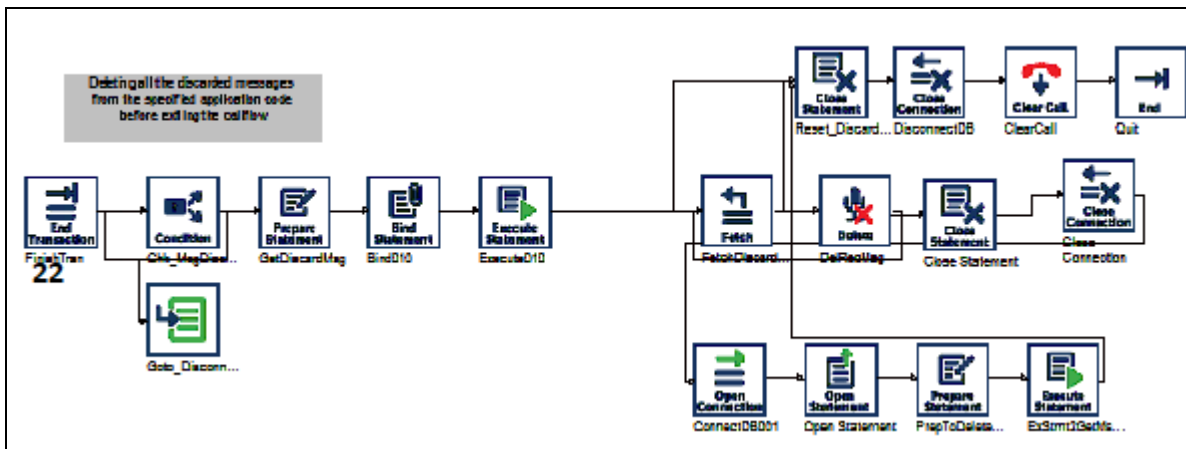 Deleting all the discarded messages
from the specified application code
before exiting the callflow
Close
Statement
Reset_Discard...
Close
Connection
DisconnectDB
Clear Call
ClearCall
End
Quit
End
Transaction
FinishTran
22
Condition
Chk_MsgDisc...
Prepare
Statement
GetDiscardMsg
Bind
Statement
Bind010
Execute
Statement
Execute010
Fetch
FetchDiscard...
Delete
DelRecMsg
Close
Statement
Close Statement
Close
Connection
Close
Connection
Goto_Disconn...
Open
Connection
ConnectDB001
Open
Statement
Open Statement
Prepare
Statement
PrepToDelete...
Execute
Statement
ExStmt2GetMs...